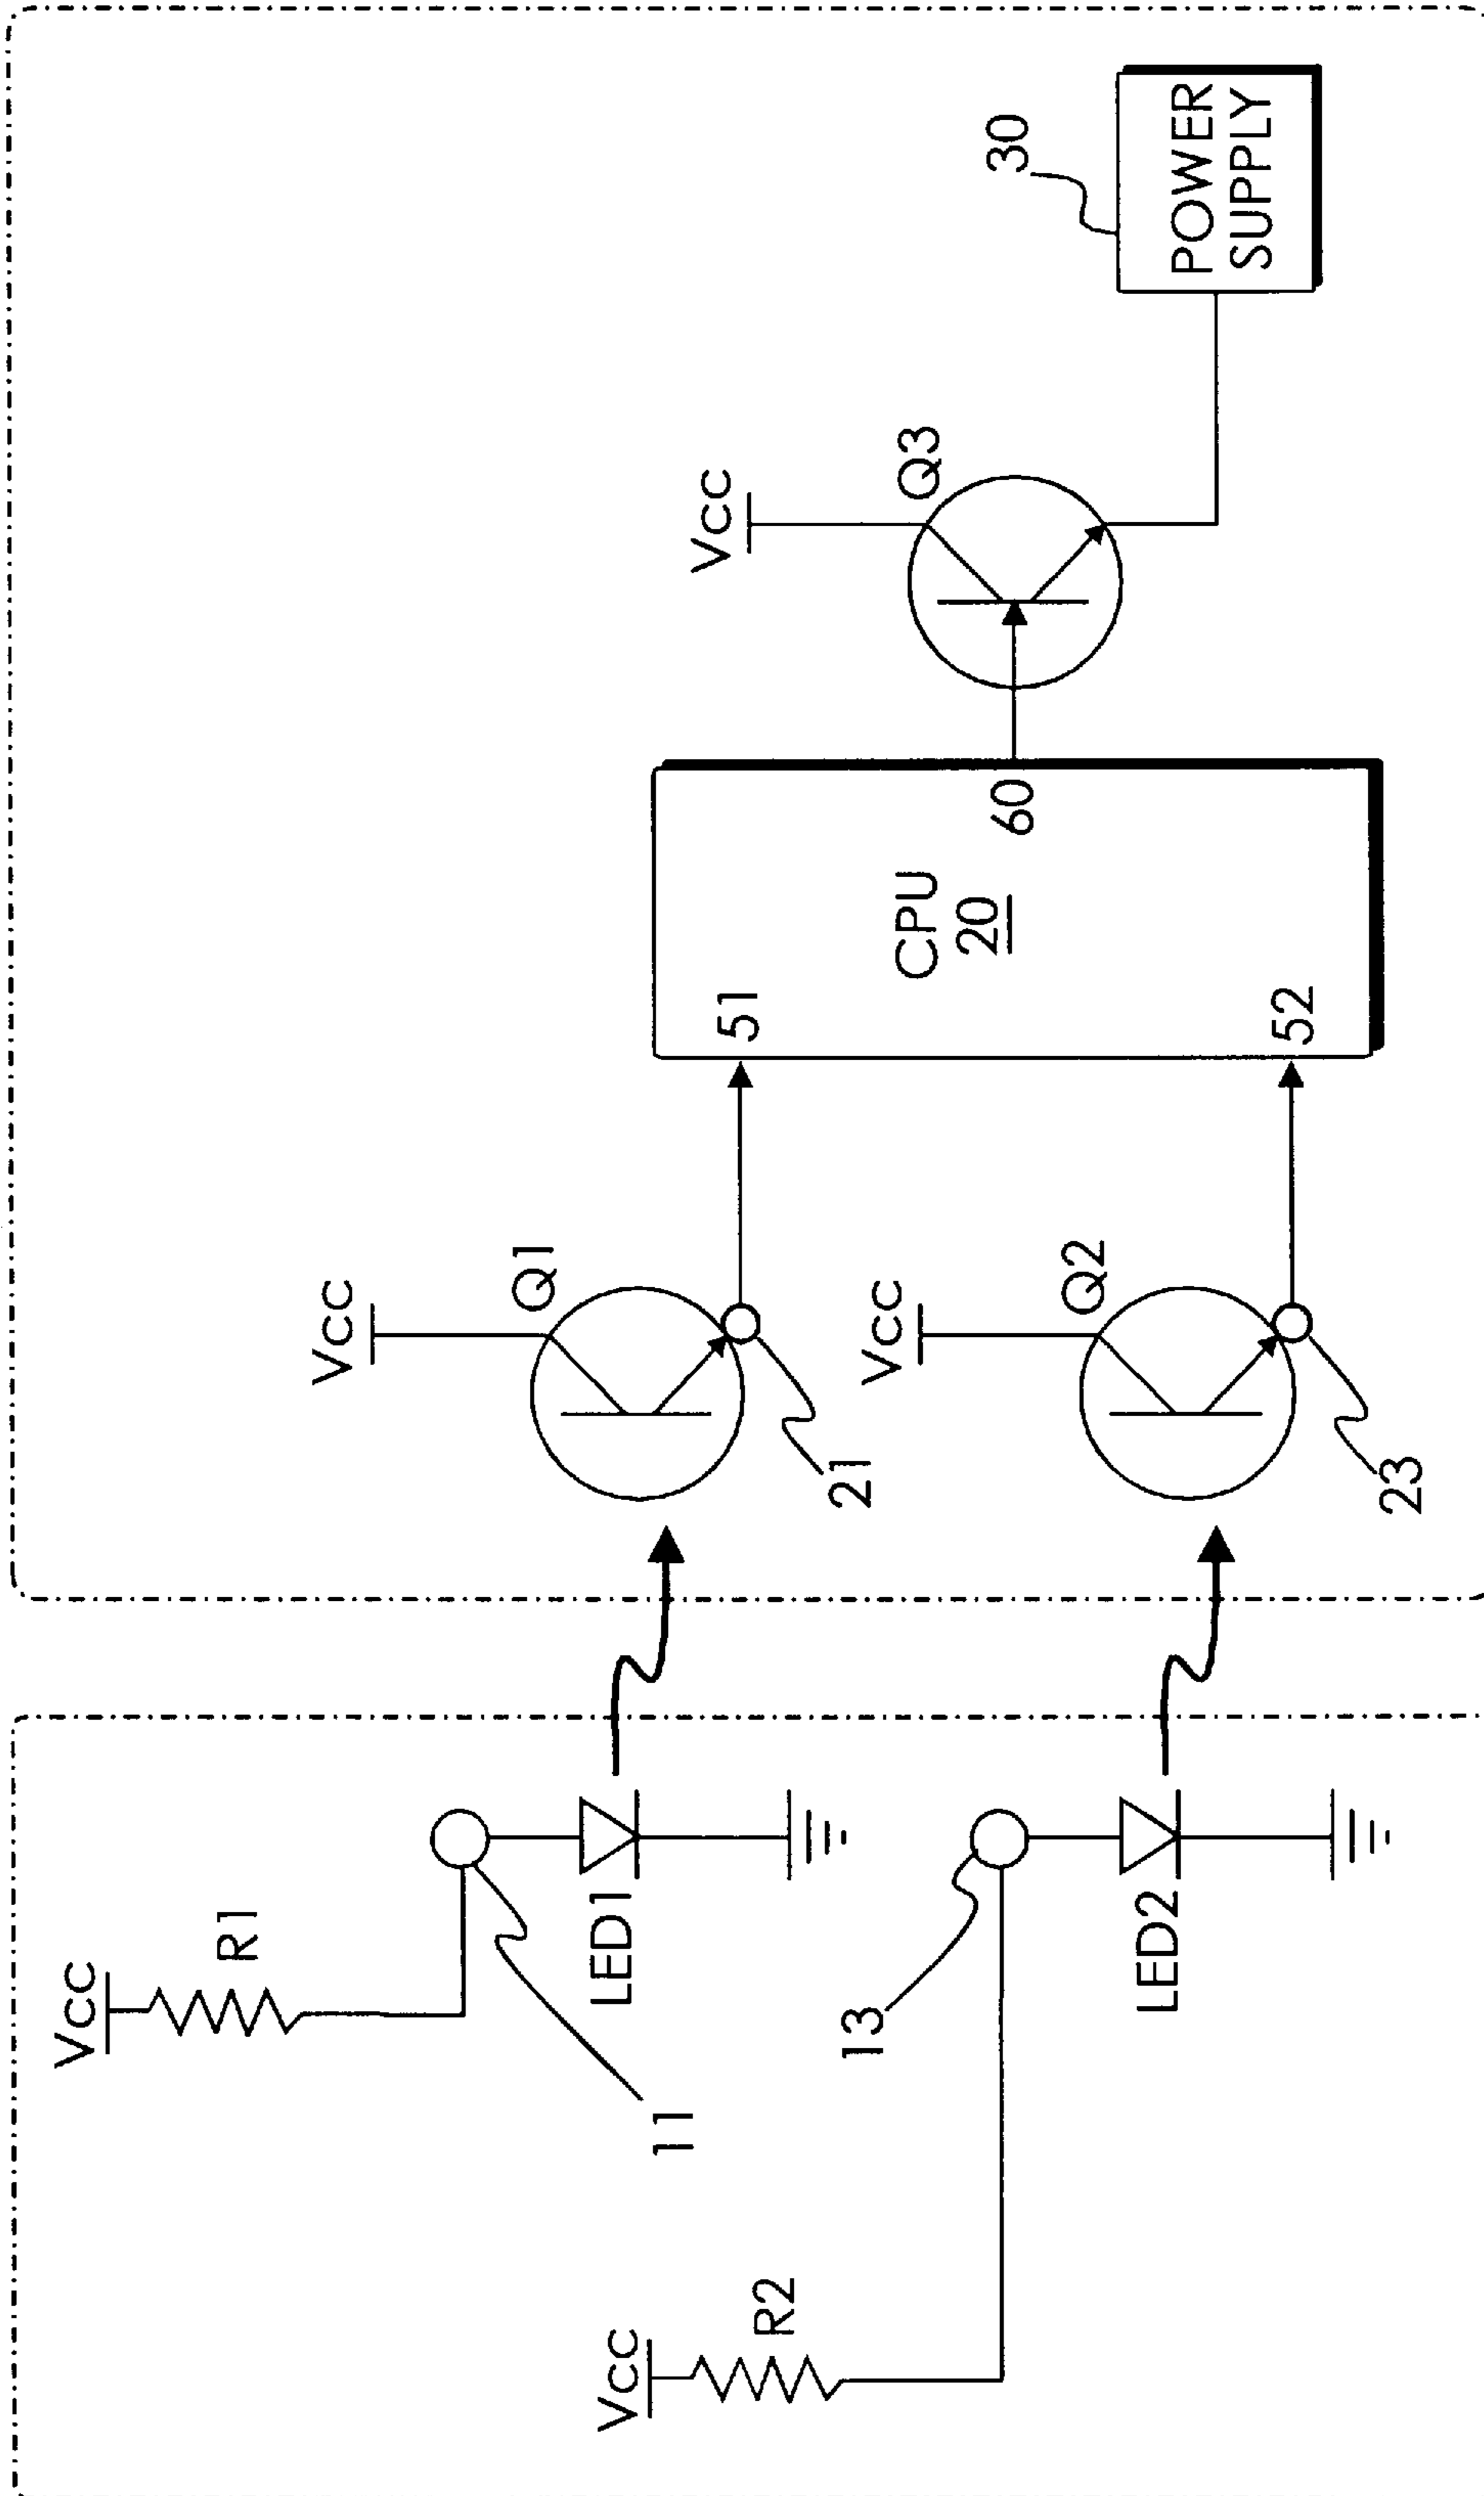 Vcc
R1
11
LED1
Vcc
R2
13
LED2
Vcc
Q1
21
Vcc
Q2
23
51
52
CPU
20
60
Vcc
Q3
30
POWER
SUPPLY